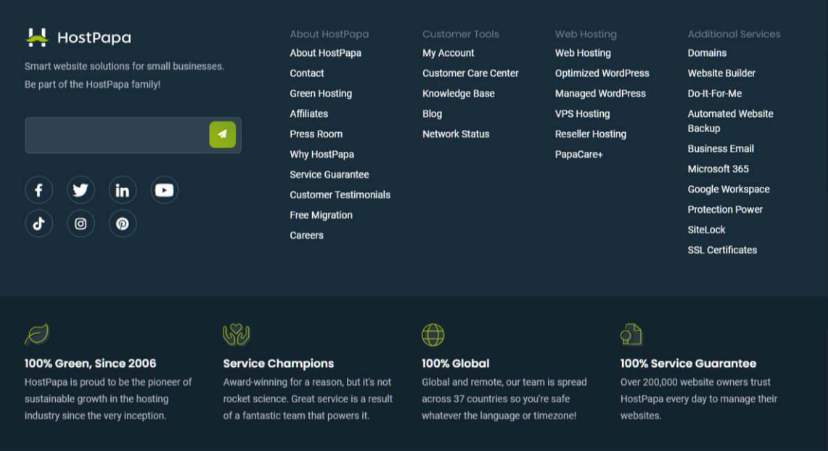 HostPapa
Smart website solutions for small businesses.
Be part of the HostPapa family!
About HostPapa
About HostPapa
Contact
Green Hosting
Affiliates
Press Room
Why HostPapa
Service Guarantee
Customer Testimonials
Free Migration
Careers
Customer Tools
My Account
Customer Care Center
Knowledge Base
Blog
Network Status
Web Hosting
Web Hosting
Optimized WordPress
Managed WordPress
VPS Hosting
Reseller Hosting
PapaCare+
Additional Services
Domains
Website Builder
Do-It-For-Me
Automated Website
Backup
Business Email
Microsoft 365
Google Workspace
Protection Power
SiteLock
SSL Certificates
100% Green, Since 2006
HostPapa is proud to be the pioneer of
sustainable growth in the hosting
industry since the very inception.
Service Champions
Award-winning for a reason, but it's not
rocket science. Great service is a result
of a fantastic team that powers it.
100% Global
Global and remote, our team is spread
across 37 countries so you're safe
whatever the language or timezone!
100% Service Guarantee
Over 200,000 website owners trust
HostPapa every day to manage their
websites.